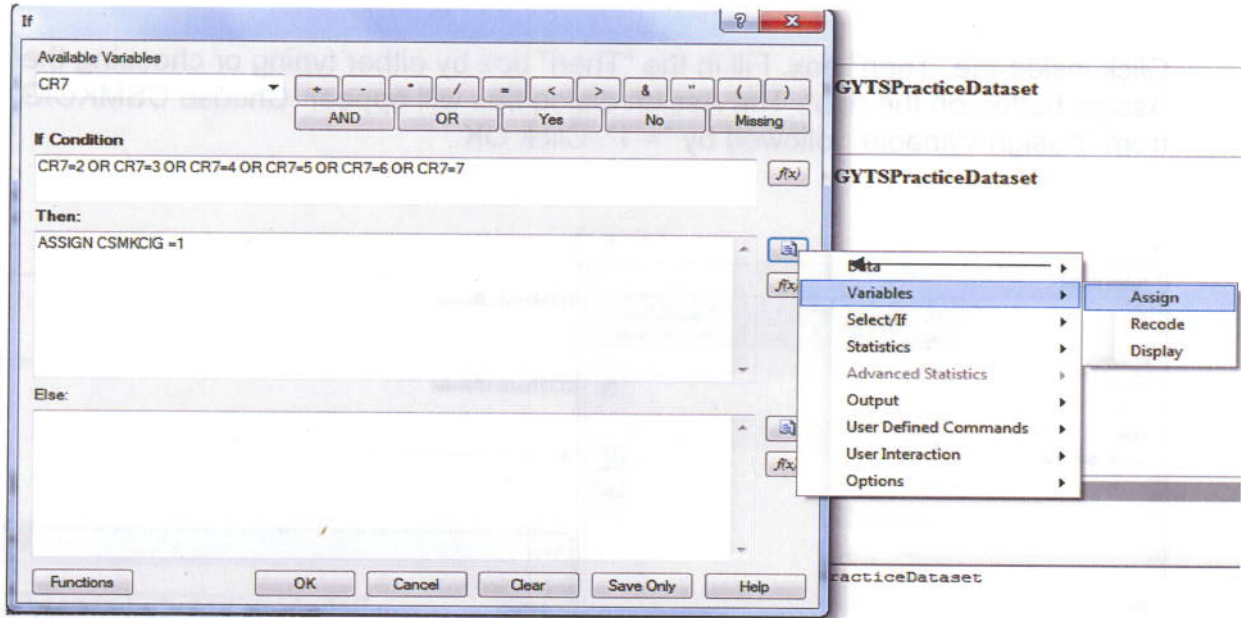 If
?
X
Available Variables
CR7
+ - * / = < > & " ( )
AND OR Yes No Missing
If Condition
CR7=2 OR CR7=3 OR CR7=4 OR CR7=5 OR CR7=6 OR CR7=7
f(x)
Then:
ASSIGN CSMKCIG =1
f(x)
Else:
f(x)
Functions
OK
Cancel
Clear
Save Only
Help
GYTSPracticeDataset
GYTSPracticeDataset
Data
Variables
Select/If
Statistics
Advanced Statistics
Output
User Defined Commands
User Interaction
Options
Assign
Recode
Display
racticeDataset